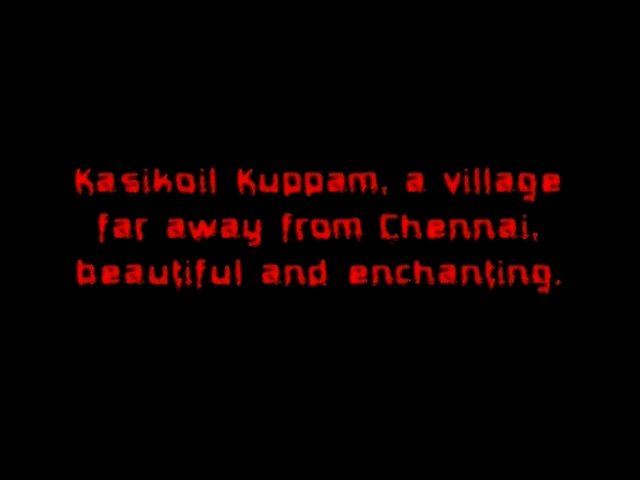 Kasikoil Kuppam, a village
far away from Chennai,
beautiful and enchanting.